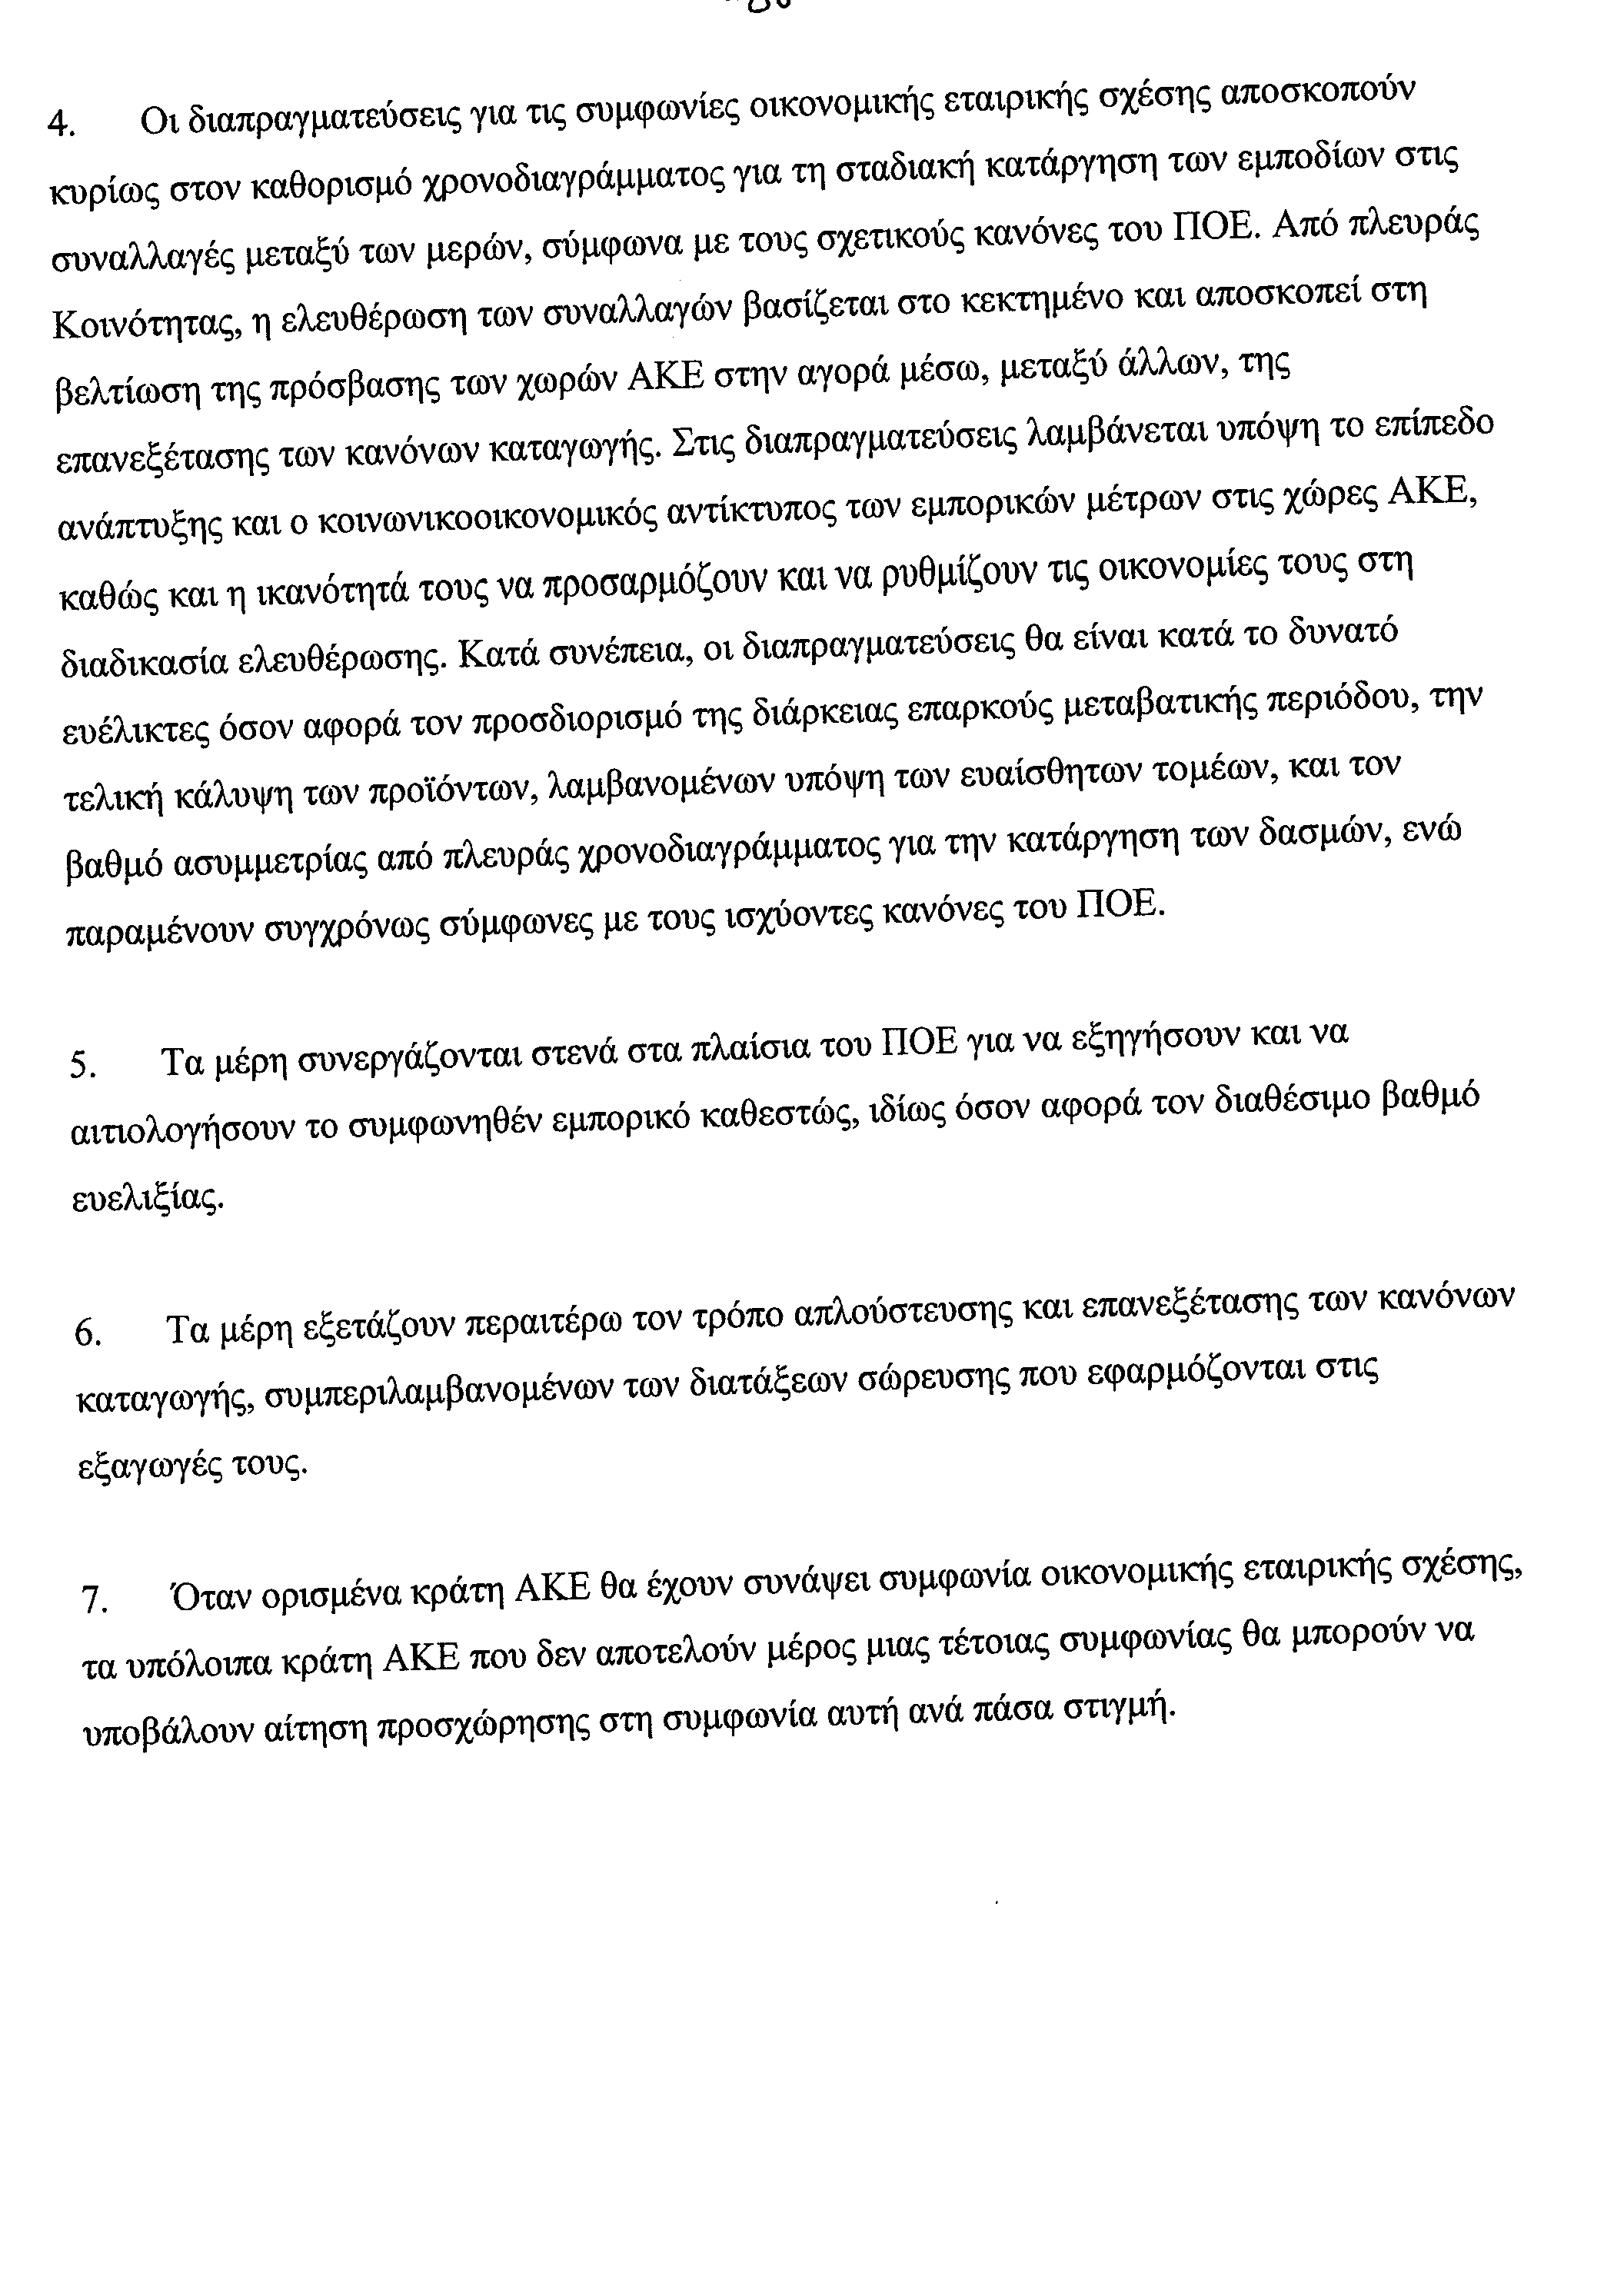 4. Οι διαπραγματεύσεις για τις συμφωνίες οικονομικής εταιρικής σχέσης αποσκοπούν
κυρίως στον καθορισμό χρονοδιαγράμματος για τη σταδιακή κατάργηση των εμποδίων στις
συναλλαγές μεταξύ των μερών, σύμφωνα με τους σχετικούς κανόνες του ΠΟΕ. Από πλευράς
Κοινότητας, η ελευθέρωση των συναλλαγών βασίζεται στο κεκτημένο και αποσκοπεί στη
βελτίωση της πρόσβασης των χωρών ΑΚΕ στην αγορά μέσω, μεταξύ άλλων, της
επανεξέτασης των κανόνων καταγωγής. Στις διαπραγματεύσεις λαμβάνεται υπόψη το επίπεδο
ανάπτυξης και ο κοινωνικοοικονομικός αντίκτυπος των εμπορικών μέτρων στις χώρες ΑΚΕ,
καθώς και η ικανότητά τους να προσαρμόζουν και να ρυθμίζουν τις οικονομίες τους στη
διαδικασία ελευθέρωσης. Κατά συνέπεια, οι διαπραγματεύσεις θα είναι κατά το δυνατό
ευέλικτες όσον αφορά τον προσδιορισμό της διάρκειας επαρκούς μεταβατικής περιόδου, την
τελική κάλυψη των προϊόντων, λαμβανομένων υπόψη των ευαίσθητων τομέων, και τον
βαθμό ασυμμετρίας από πλευράς χρονοδιαγράμματος για την κατάργηση των δασμών, ενώ
παραμένουν συγχρόνως σύμφωνες με τους ισχύοντες κανόνες του ΠΟΕ.
5. Τα μέρη συνεργάζονται στενά στα πλαίσια του ΠΟΕ για να εξηγήσουν και να
αιτιολογήσουν το συμφωνηθέν εμπορικό καθεστώς, ιδίως όσον αφορά τον διαθέσιμο βαθμό
ευελιξίας.
6. Τα μέρη εξετάζουν περαιτέρω τον τρόπο απλούστευσης και επανεξέτασης των κανόνων
καταγωγής, συμπεριλαμβανομένων των διατάξεων σώρευσης που εφαρμόζονται στις
εξαγωγές τους.
7. Όταν ορισμένα κράτη ΑΚΕ θα έχουν συνάψει συμφωνία οικονομικής εταιρικής σχέσης,
τα υπόλοιπα κράτη ΑΚΕ που δεν αποτελούν μέρος μιας τέτοιας συμφωνίας θα μπορούν να
υποβάλουν αίτηση προσχώρησης στη συμφωνία αυτή ανά πάσα στιγμή.